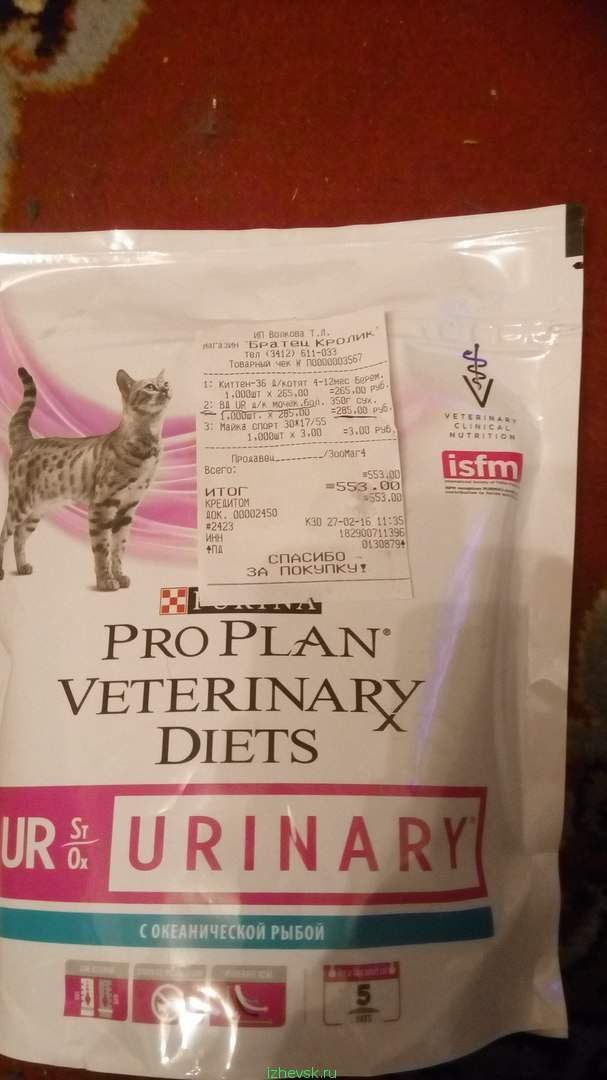 ИП Волкова Т.Л.
магазин "Братец Кролик"
тел (3412) 611-033
Товарный чек № П0000003567
1: Киттен-36 Д/котят 4-12мес берем.
1.000шт х 265.00 =265.00 руб.
2: ВД UR д/к мочек.бол. 350г сух.
1.000шт. х 285.00 =285.00 руб.
3: Майка спорт 30*17/55
1.000шт х 3.00 =3.00 руб.
Продавец_________/ЗооМаг4
Всего: =553.00
ИТОГ =553.00
КРЕДИТОМ =553.00
ДОК. 00002450
#2423 К30 27-02-16 11:35
ИНН 182900711396
ПД 0130879
СПАСИБО
ЗА ПОКУПКУ!
VETERINARY
CLINICAL
NUTRITION
isfm
PURINA
PRO PLAN®
VETERINARY
DIETS
UR ST/OX URINARY
С ОКЕАНИЧЕСКОЙ РЫБОЙ
5
DAYS
izhevsk.ru